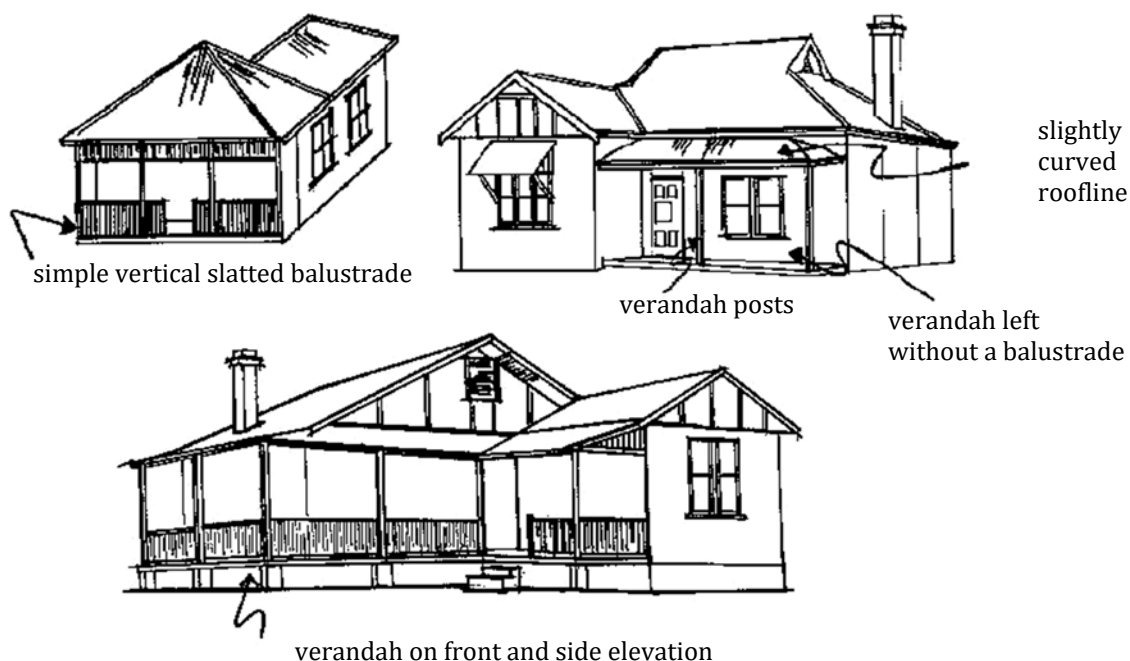 slightly
curved
roofline
simple vertical slatted balustrade
verandah posts
verandah left
without a balustrade
verandah on front and side elevation